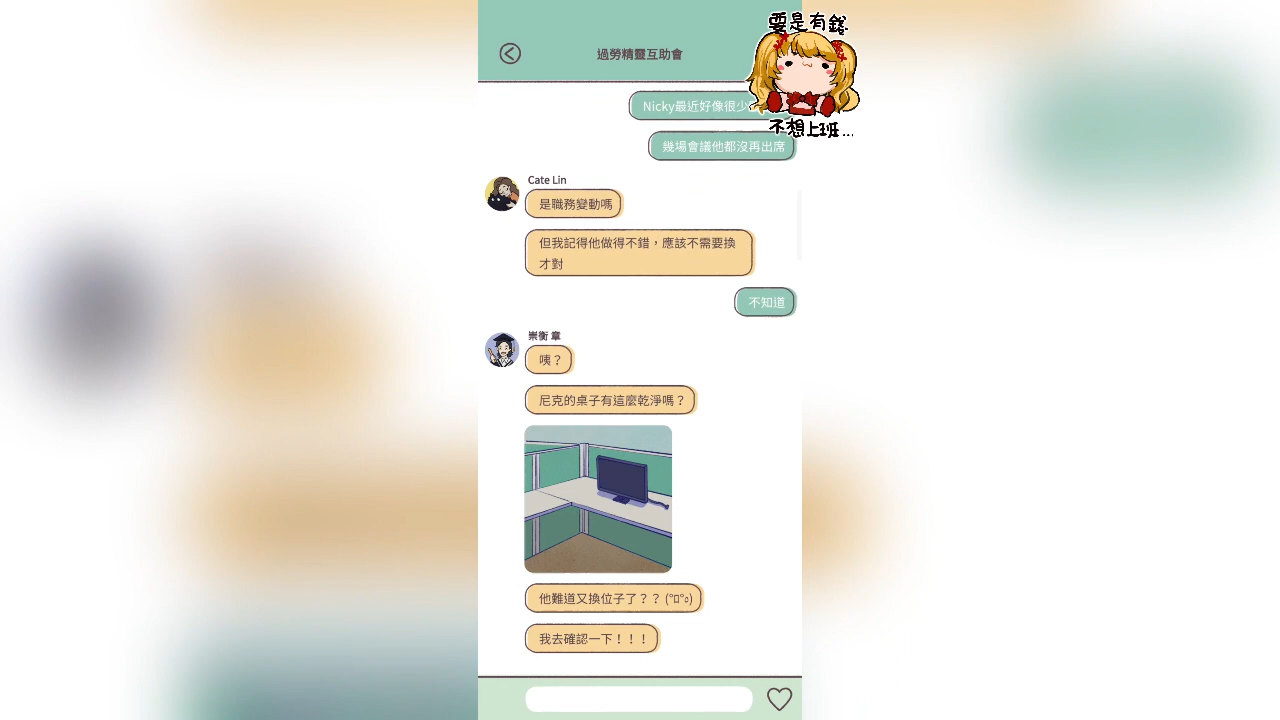 要是有錢
過勞精靈互助會
Nicky最近好像很少
不想上班...
幾場會議他都沒再出席
Cate Lin
是職務變動嗎
但我記得他做得不錯，應該不需要換
才對
不知道
崇衡 章
咦？
尼克的桌子有這麼乾淨嗎？
他難道又換位子了？？
我去確認一下！！！